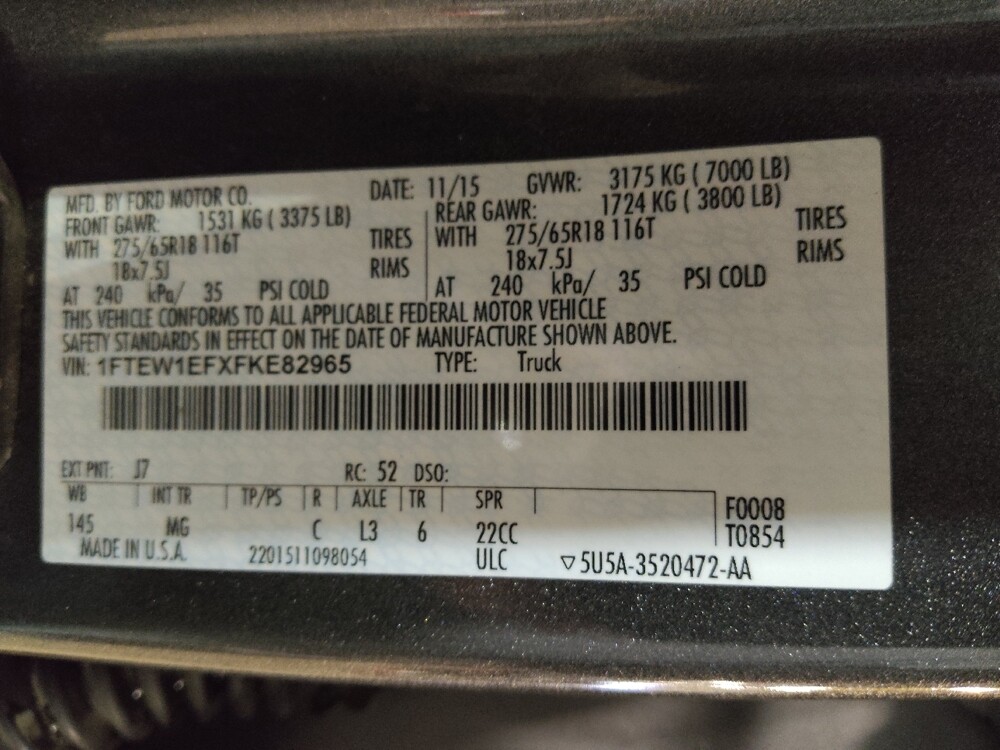 MFD. BY FORD MOTOR CO. DATE: 11/15 GVWR: 3175 KG ( 7000 LB)
FRONT GAWR: 1531 KG ( 3375 LB) REAR GAWR: 1724 KG ( 3800 LB)
WITH 275/65R18 116T TIRES WITH 275/65R18 116T TIRES
18x7.5J RIMS 18x7.5J RIMS
AT 240 kPa/ 35 PSI COLD AT 240 kPa/ 35 PSI COLD
THIS VEHICLE CONFORMS TO ALL APPLICABLE FEDERAL MOTOR VEHICLE
SAFETY STANDARDS IN EFFECT ON THE DATE OF MANUFACTURE SHOWN ABOVE.
VIN: 1FTEW1EFXFKE82965 TYPE: Truck
EXT PNT: J7 RC: 52 DSO:
WB INT TR TP/PS R AXLE TR SPR F0008
145 MG C L3 6 22CC T0854
MADE IN U.S.A. 2201511098054 ULC ▽5U5A-3520472-AA